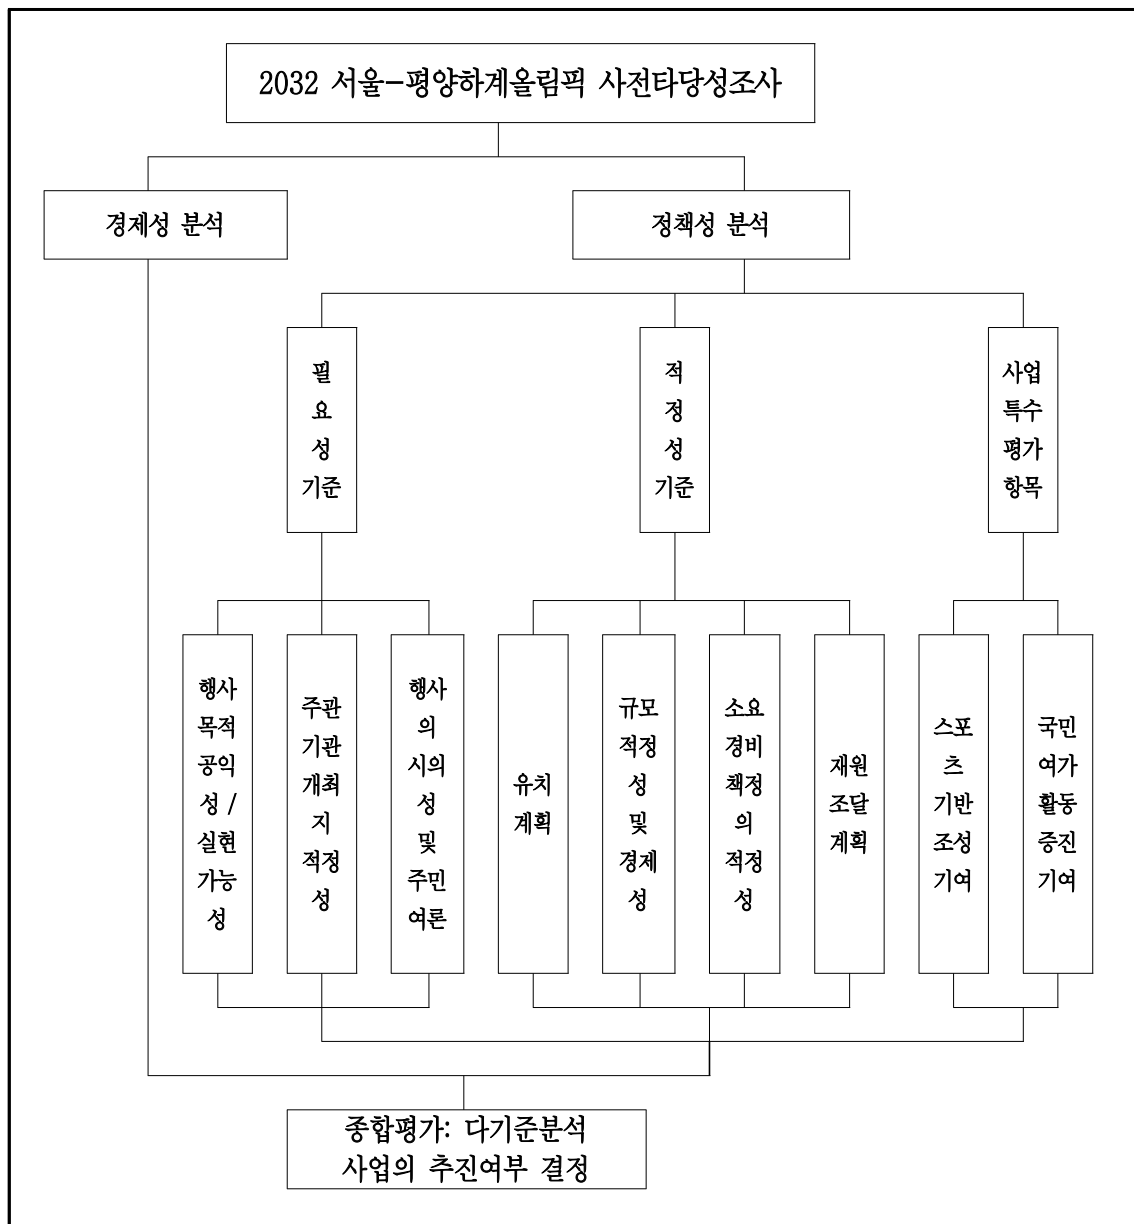 2032 서울-평양하계올림픽 사전타당성조사
경제성 분석
정책성 분석
필
요
성
기준
적
정
성
기준
사업
특수
평가
항목
행사
목적
공익
성 /
실현
가능
성
주관
기관
개최
지
적정
성
행사
의
시의
성
및
주민
여론
유치
계획
규모
적정
성
및
경제
성
소요
경비
책정
의
적정
성
재원
조달
계획
스포
츠
기반
조성
기여
국민
여가
활동
증진
기여
종합평가: 다기준분석
사업의 추진여부 결정